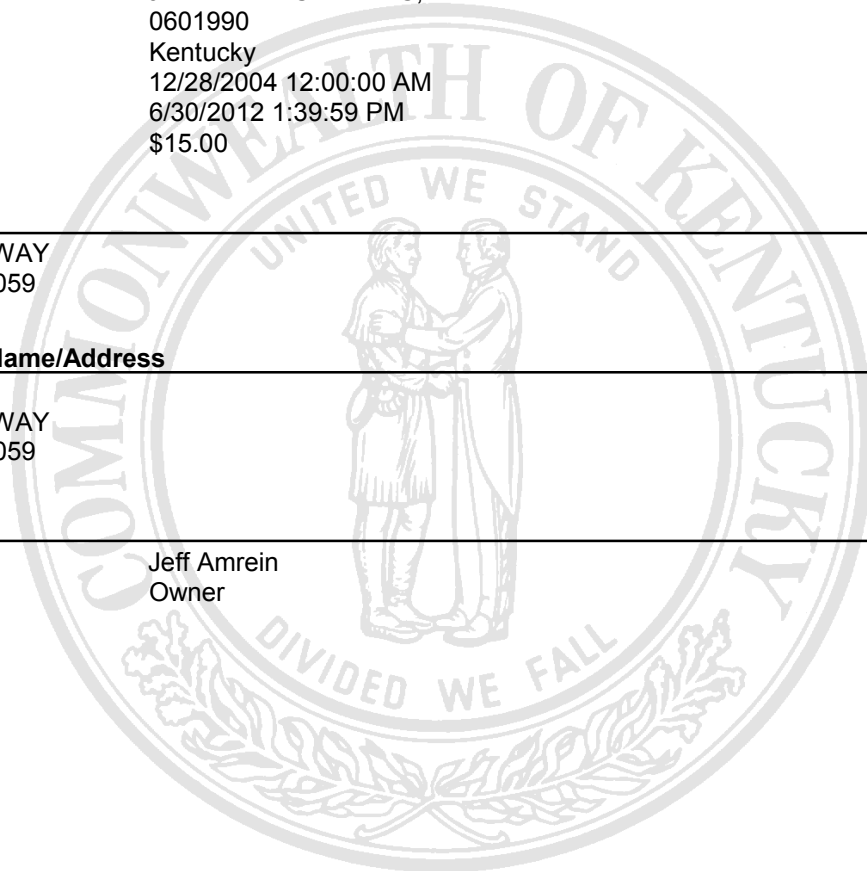 0601990
Kentucky
12/28/2004 12:00:00 AM
6/30/2012 1:39:59 PM
$15.00
COMMONWEALTH OF KENTUCKY
UNITED WE STAND
WAY
059
Name/Address
WAY
059
Jeff Amrein
Owner
DIVIDED WE FALL